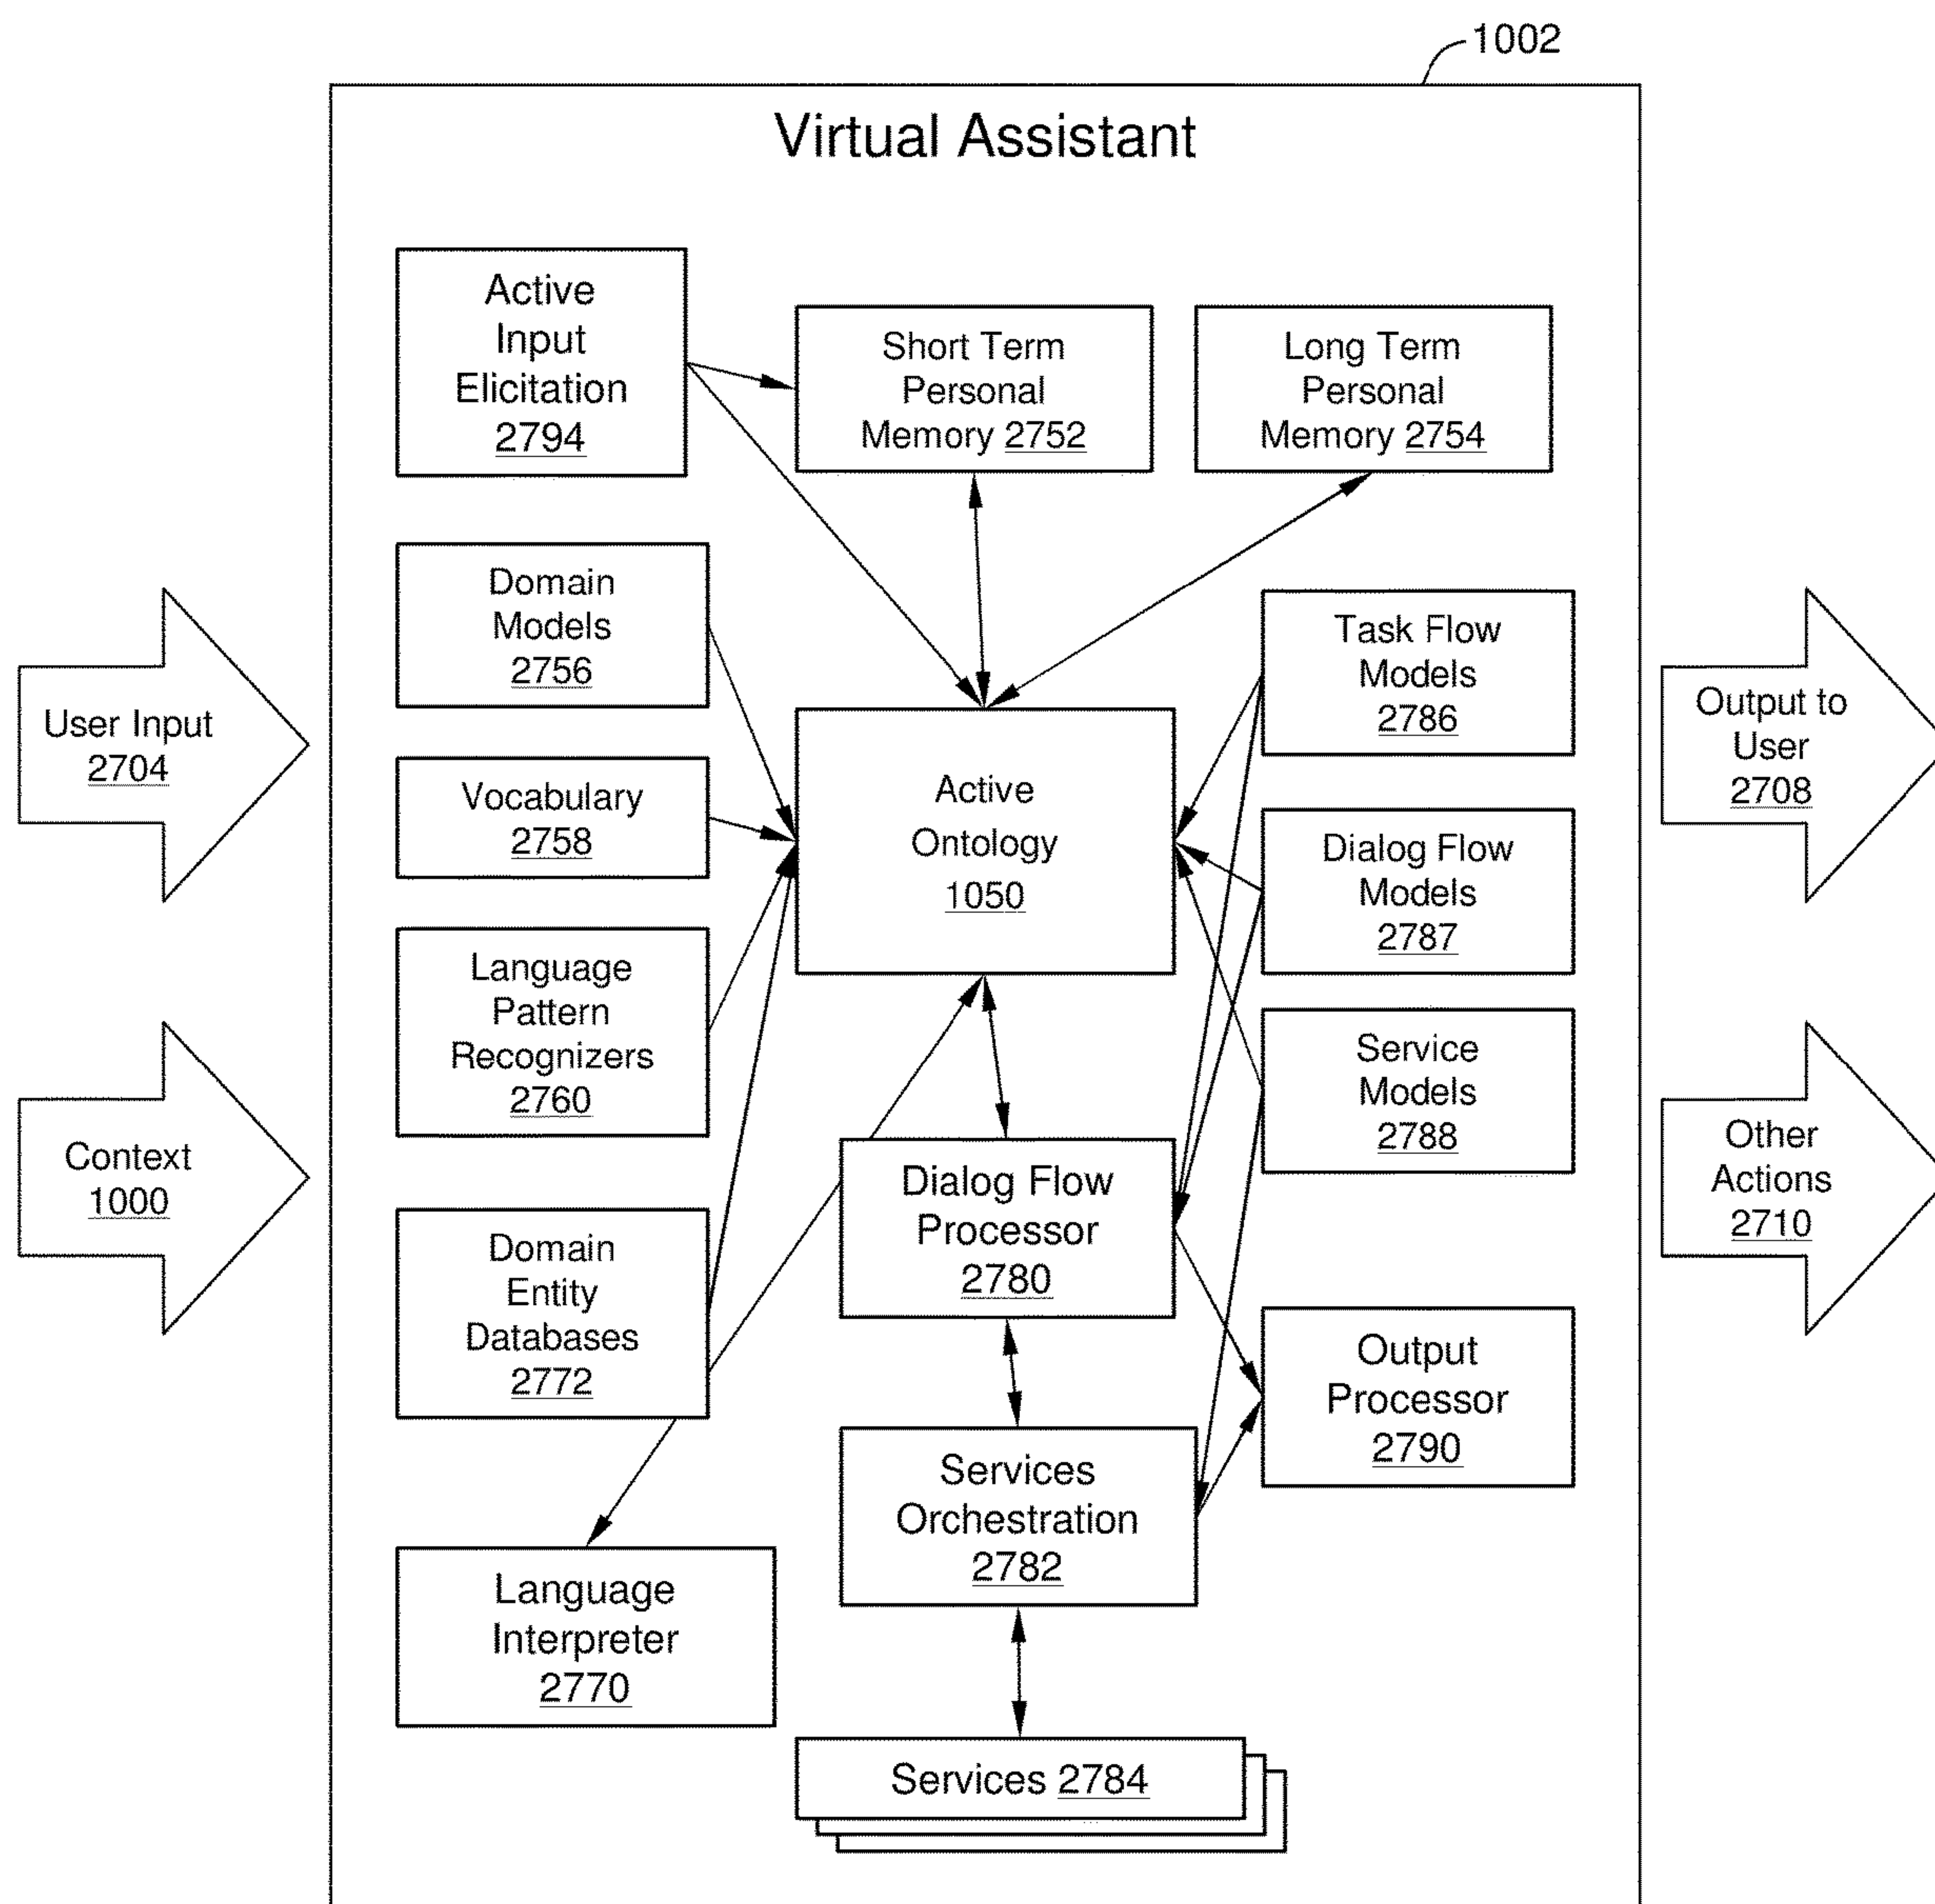 1002
Virtual Assistant
Active
Input
Elicitation
2794
Short Term
Personal
Memory 2752
Long Term
Personal
Memory 2754
Domain
Models
2756
Task Flow
Models
2786
User Input
2704
Output to
User
2708
Vocabulary
2758
Active
Ontology
1050
Dialog Flow
Models
2787
Language
Pattern
Recognizers
2760
Service
Models
2788
Context
1000
Other
Actions
2710
Dialog Flow
Processor
2780
Domain
Entity
Databases
2772
Output
Processor
2790
Services
Orchestration
2782
Language
Interpreter
2770
Services 2784